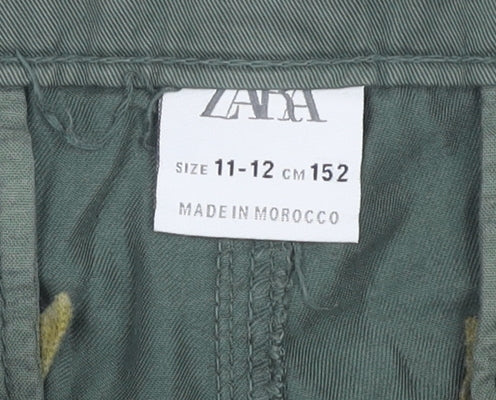 ZARA
SIZE 11-12 CM 152
MADE IN MOROCCO